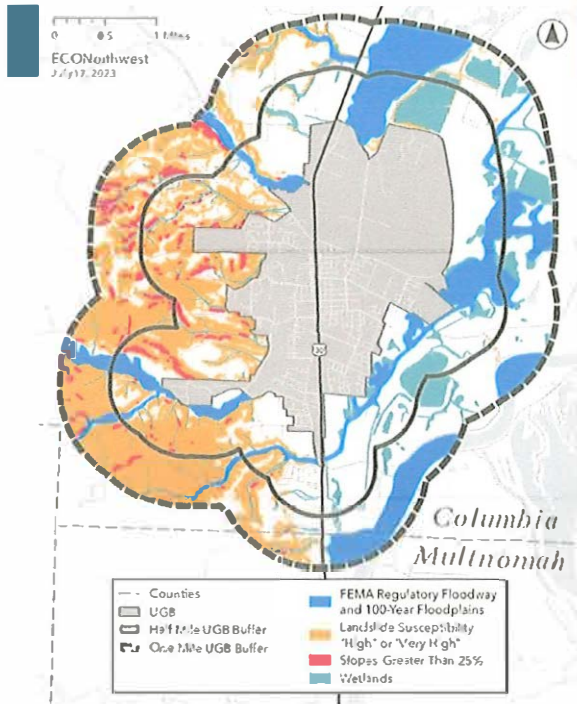 0 0.5 1 Miles
ECONorthwest
July 17, 2023
30
Columbia
Multnomah
Counties
UGB
Half Mile UGB Buffer
One Mile UGB Buffer
FEMA Regulatory Floodway
and 100-Year Floodplains
Landslide Susceptibility
"High" or "Very High"
Slopes Greater Than 25%
Wetlands